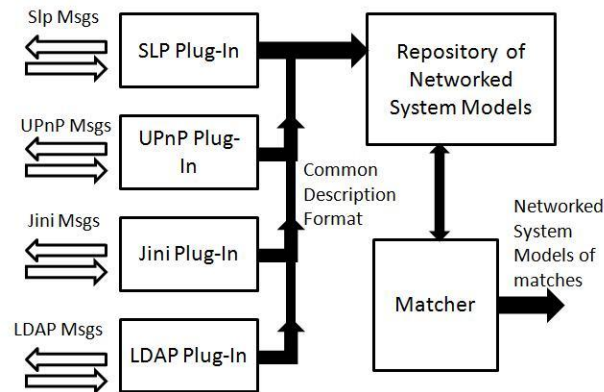 Slp Msgs
SLP Plug-In
Repository of
Networked
System Models
UPnP Msgs
UPnP Plug-
In
Common
Description
Format
Jini Msgs
Jini Plug-In
Networked
System
Models of
matches
Matcher
LDAP Msgs
LDAP Plug-In